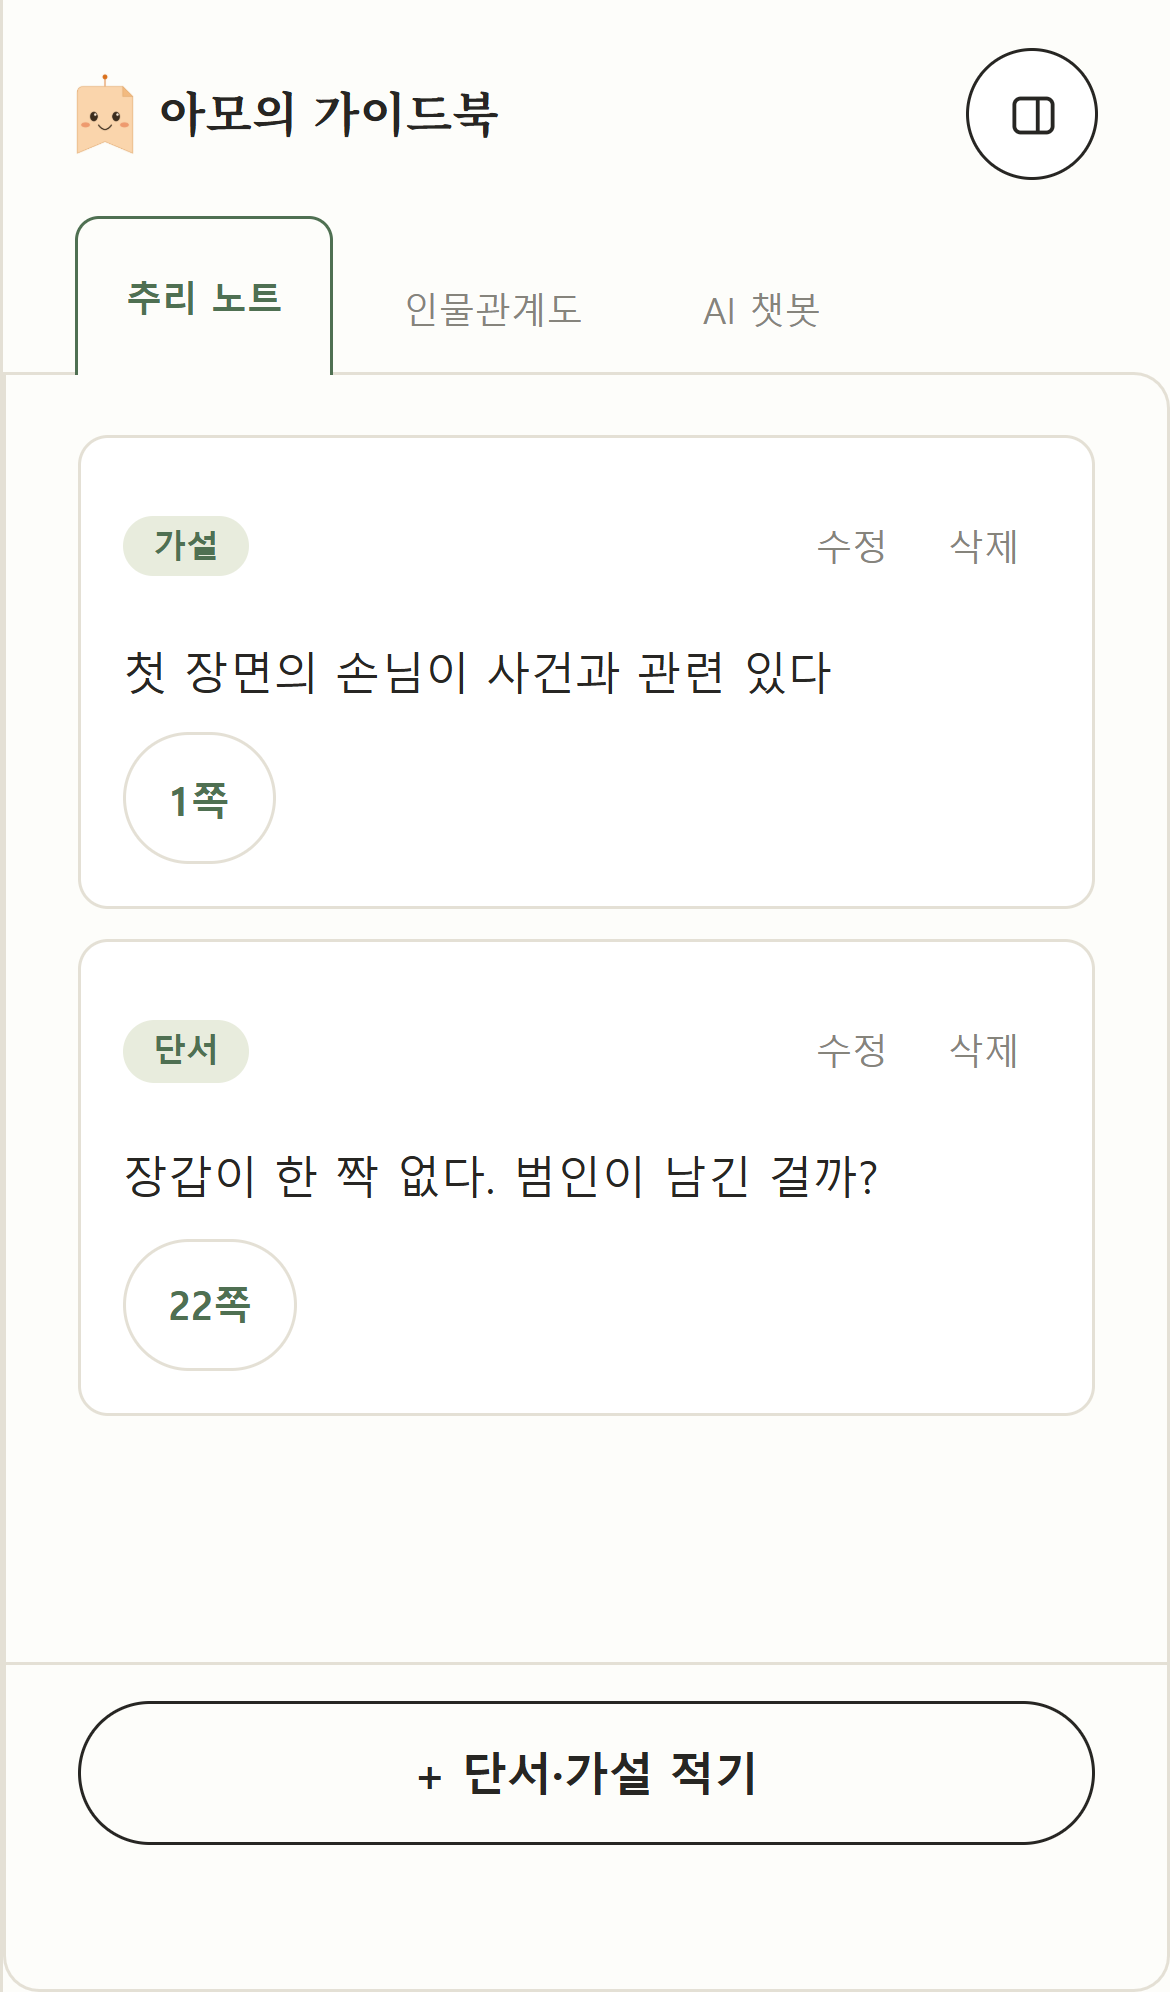 아모의 가이드북
추리 노트 인물관계도 AI 챗봇
가설 수정 삭제
첫 장면의 손님이 사건과 관련 있다
1쪽
단서 수정 삭제
장갑이 한 짝 없다. 범인이 남긴 걸까?
22쪽
+ 단서·가설 적기